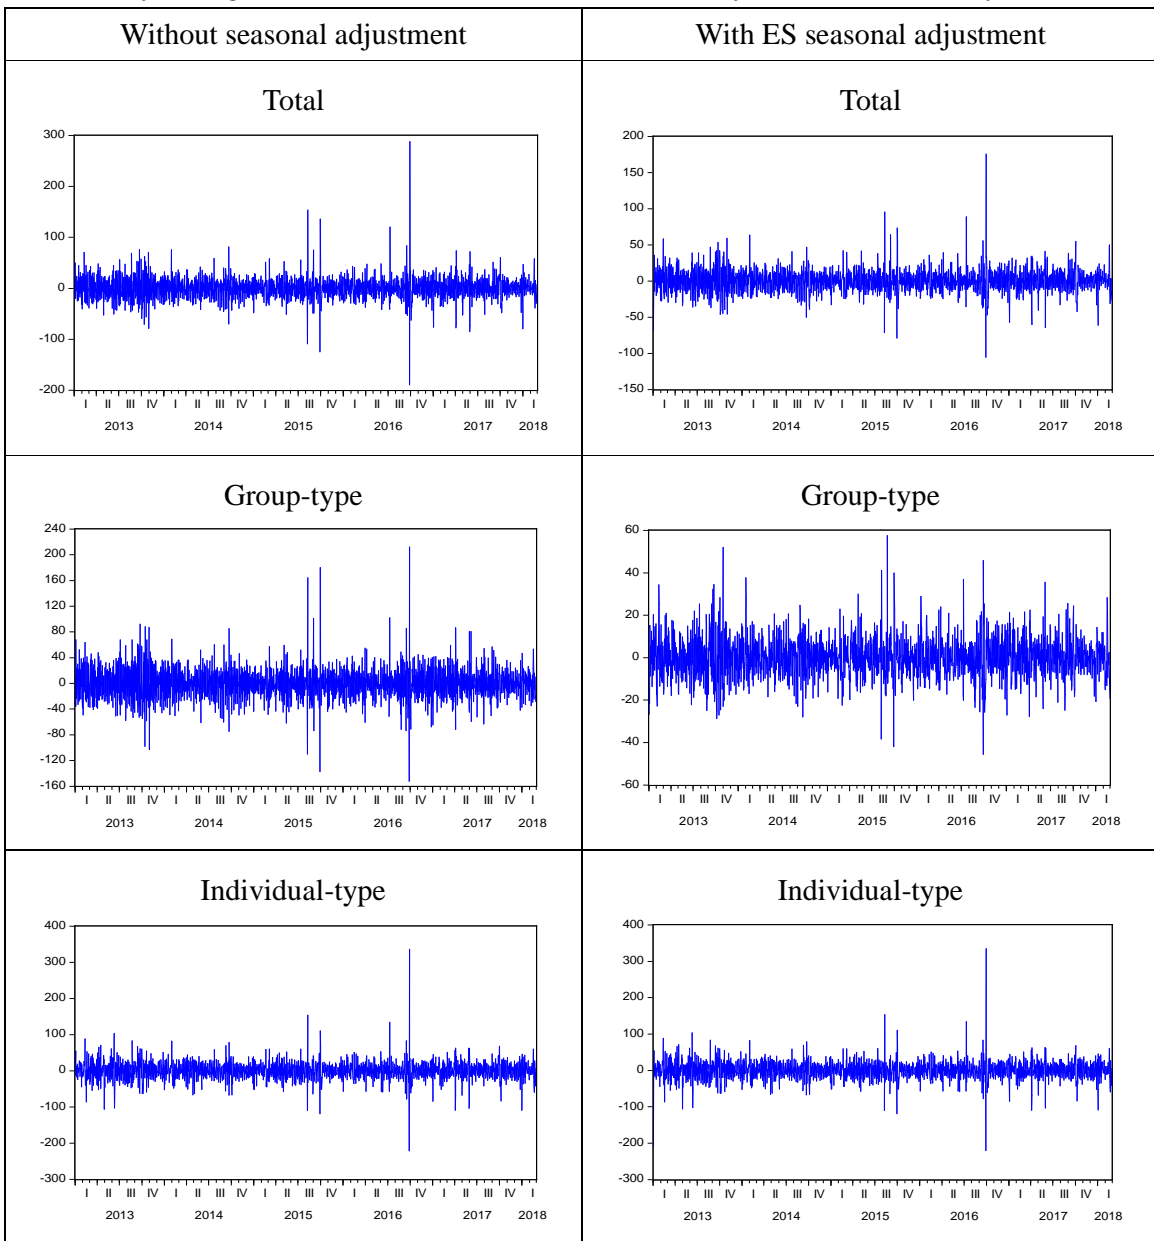 Without seasonal adjustment
With ES seasonal adjustment
Total
300
200
100
0
-100
-200
I II III IV I II III IV I II III IV I II III IV I II III IV I
2013 2014 2015 2016 2017 2018
Total
200
150
100
50
0
-50
-100
-150
I II III IV I II III IV I II III IV I II III IV I II III IV I
2013 2014 2015 2016 2017 2018
Group-type
240
200
160
120
80
40
0
-40
-80
-120
-160
I II III IV I II III IV I II III IV I II III IV I II III IV I
2013 2014 2015 2016 2017 2018
Group-type
60
40
20
0
-20
-40
-60
I II III IV I II III IV I II III IV I II III IV I II III IV I
2013 2014 2015 2016 2017 2018
Individual-type
400
300
200
100
0
-100
-200
-300
I II III IV I II III IV I II III IV I II III IV I II III IV I
2013 2014 2015 2016 2017 2018
Individual-type
400
300
200
100
0
-100
-200
-300
I II III IV I II III IV I II III IV I II III IV I II III IV I
2013 2014 2015 2016 2017 2018